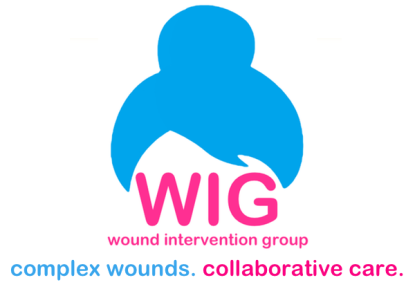 WIG
wound intervention group
complex wounds. collaborative care.